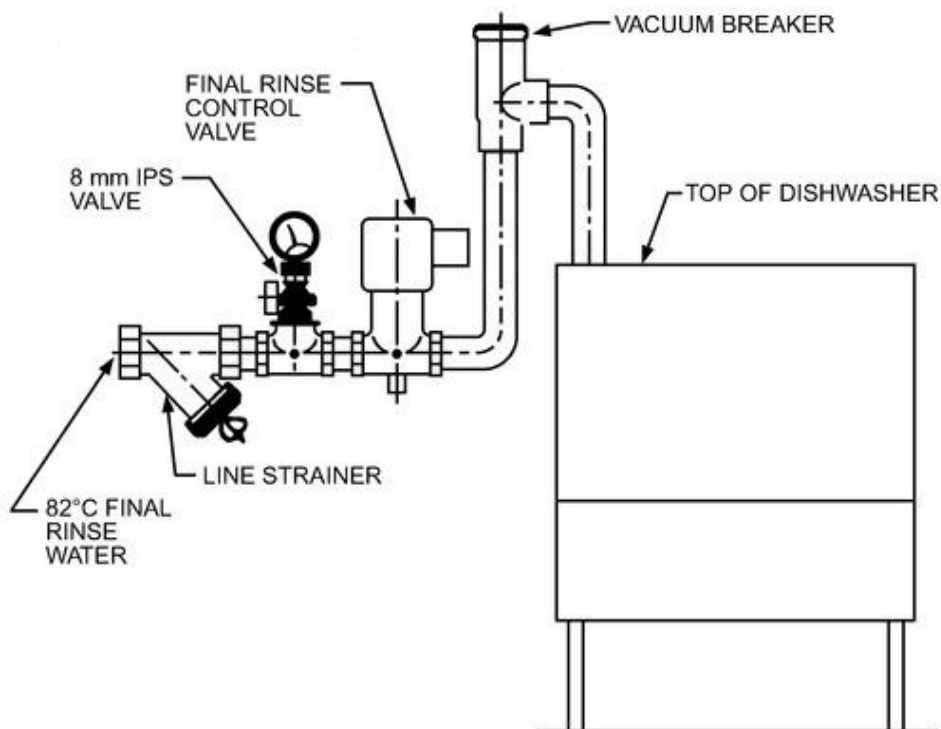 VACUUM BREAKER
FINAL RINSE
CONTROL
VALVE
8 mm IPS
VALVE
TOP OF DISHWASHER
LINE STRAINER
82°C FINAL
RINSE
WATER